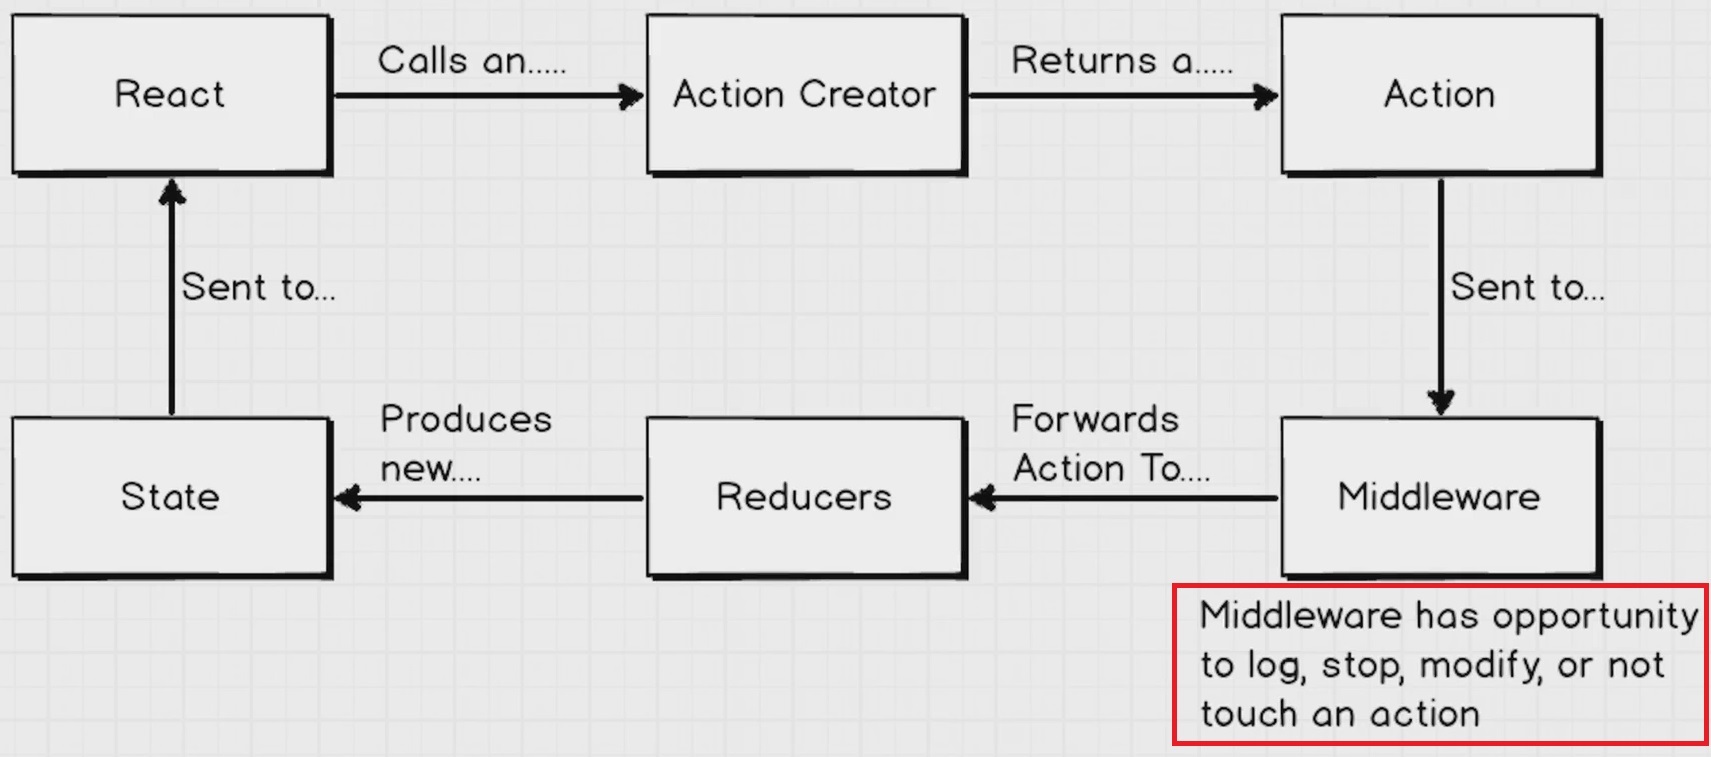 React
Calls an.....
Action Creator
Returns a.....
Action
Sent to...
Sent to...
State
Produces
new....
Reducers
Forwards
Action To....
Middleware
Middleware has opportunity
to log, stop, modify, or not
touch an action